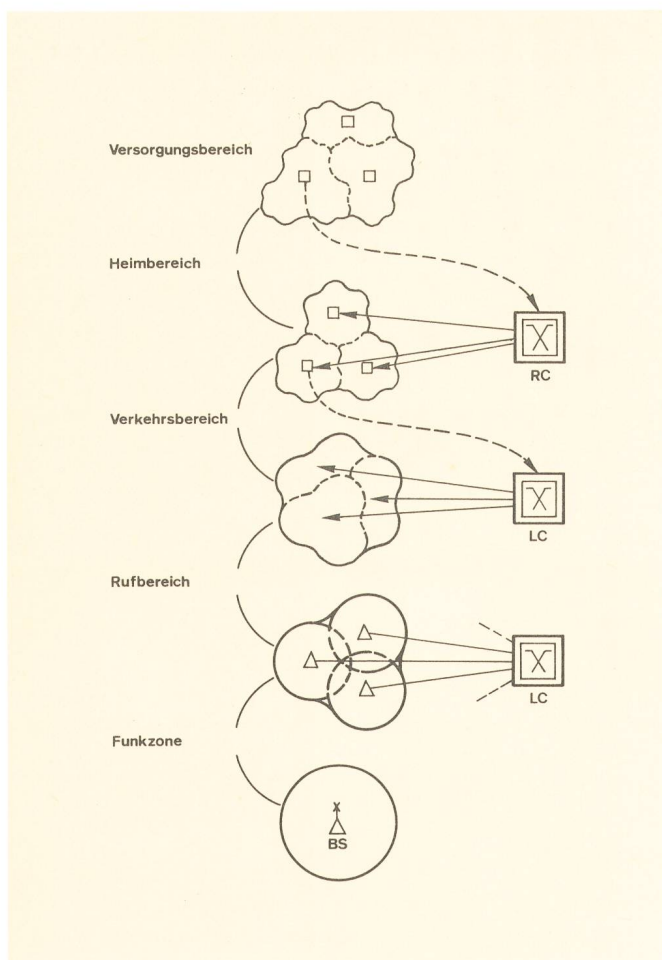 Versorgungsbereich
Heimbereich
RC
Verkehrsbereich
LC
Rufbereich
LC
Funkzone
BS